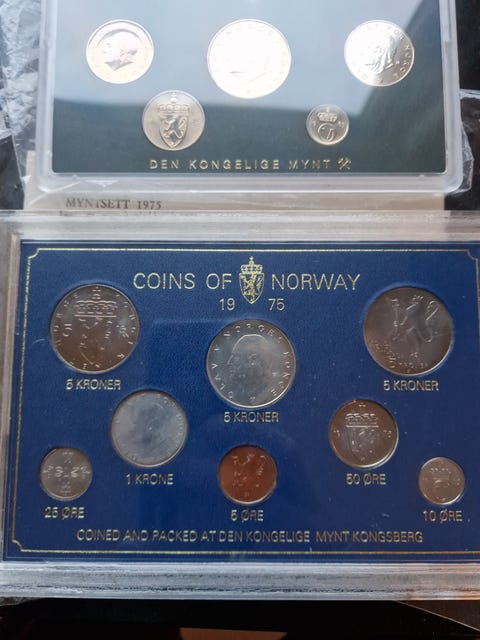 DEN KONGELIGE MYNT
MYNTSETT 1975
COINS OF NORWAY
1975
5 KRONER
5 KRONER
5 KRONER
1 KRONE
50 ØRE
25 ØRE
5 ØRE
10 ØRE
COINED AND PACKED AT DEN KONGELIGE MYNT KONGSBERG